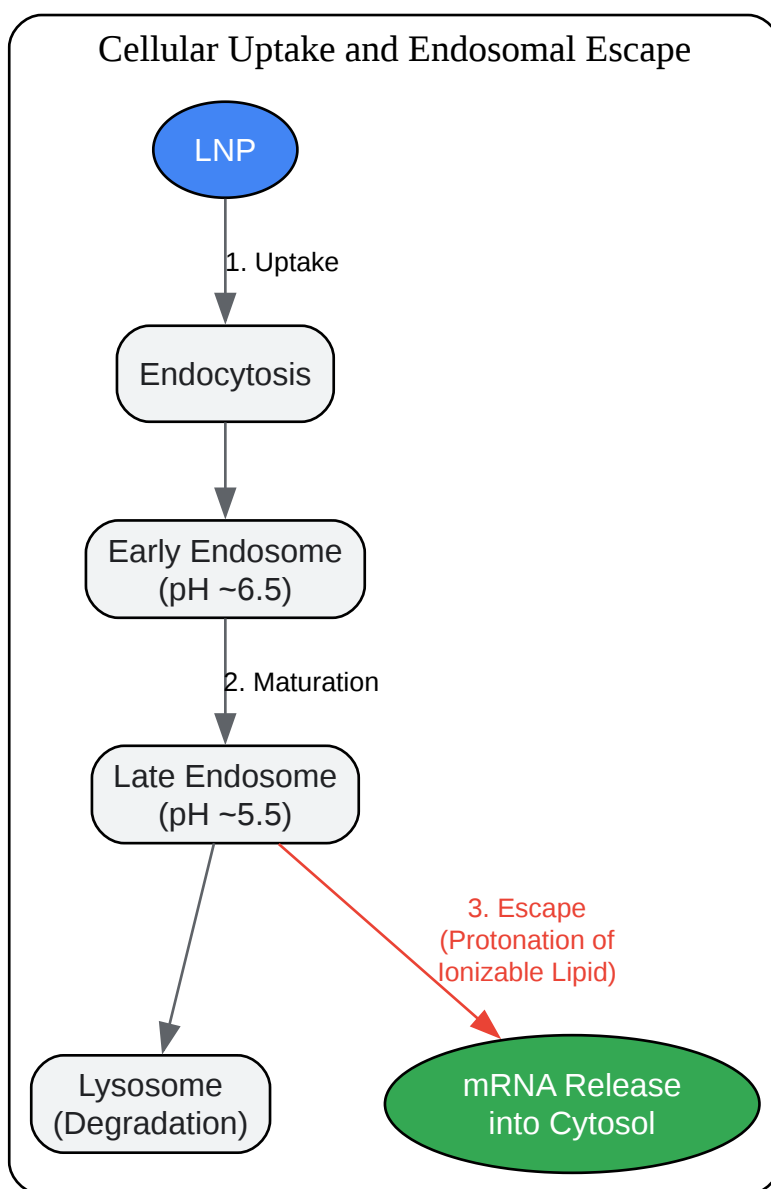 Cellular Uptake and Endosomal Escape
LNP
1. Uptake
Endocytosis
Early Endosome
(pH ~6.5)
2. Maturation
Late Endosome
(pH ~5.5)
3. Escape
(Protonation of
Ionizable Lipid)
Lysosome
(Degradation)
mRNA Release
into Cytosol